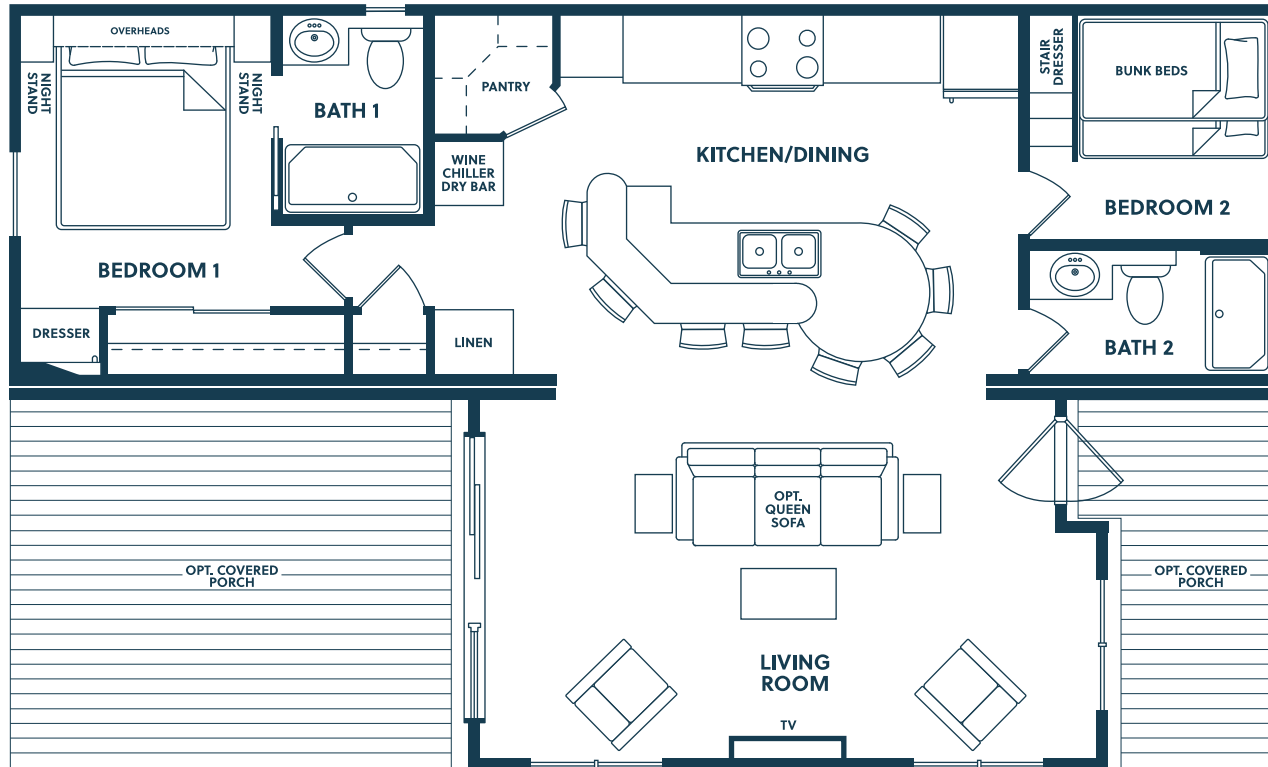 OVERHEADS
NIGHT
STAND
NIGHT
STAND
BATH 1
PANTRY
WINE
CHILLER
DRY BAR
KITCHEN/DINING
STAIR
DRESSER
BUNK BEDS
BEDROOM 2
BEDROOM 1
DRESSER
LINEN
BATH 2
OPT.
QUEEN
SOFA
OPT. COVERED
PORCH
OPT. COVERED
PORCH
LIVING
ROOM
TV